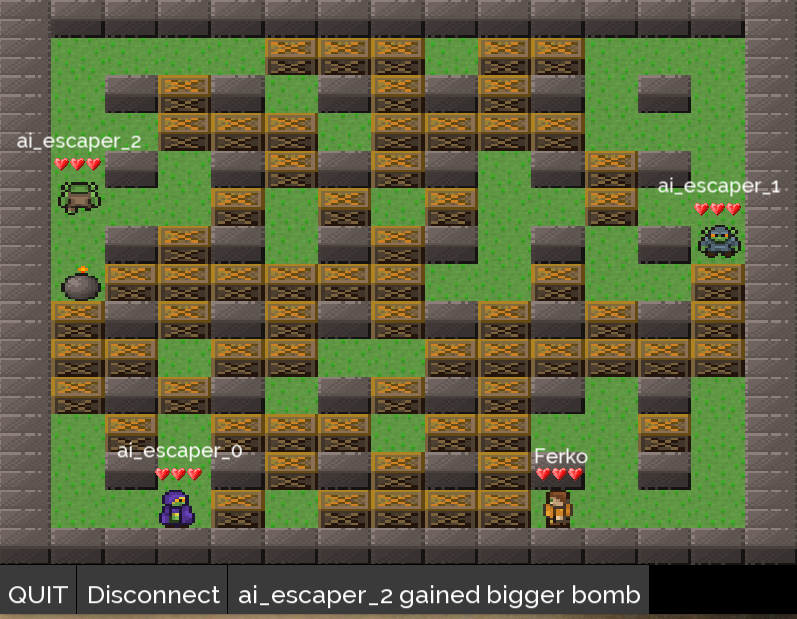 ai_escaper_2
ai_escaper_1
ai_escaper_0
Ferko
QUIT
Disconnect
ai_escaper_2 gained bigger bomb